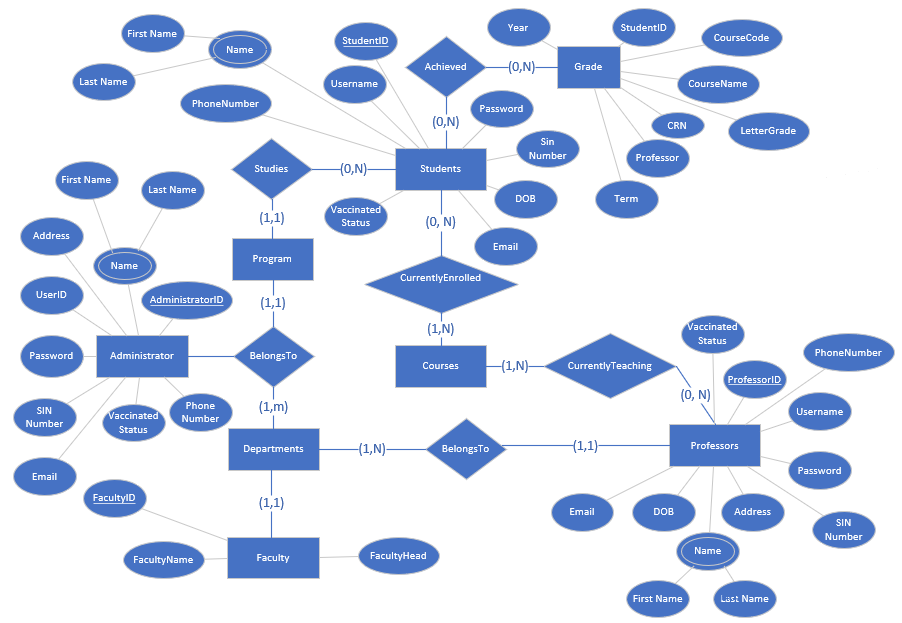 Year
StudentID
First Name
CourseCode
StudentID
Name
Achieved
(0,N)
Grade
Last Name
Username
CourseName
PhoneNumber
Password
(0,N)
CRN
LetterGrade
Sin
Number
Professor
Studies
(0,N)
Students
First Name
Last Name
DOB
Term
Vaccinated
Status
(1,1)
(0, N)
Address
Email
Program
Name
CurrentlyEnrolled
UserID
AdministratorID
(1,1)
(1,N)
Vaccinated
Status
Password
Administrator
BelongsTo
PhoneNumber
Courses
(1,N)
CurrentlyTeaching
ProfessorID
(0, N)
SIN
Number
Vaccinated
Status
Phone
Number
(1,m)
Username
Departments
(1,N)
BelongsTo
(1,1)
Professors
Email
Password
FacultyID
(1,1)
Email
DOB
Address
SIN
Number
FacultyName
Faculty
FacultyHead
Name
First Name
Last Name